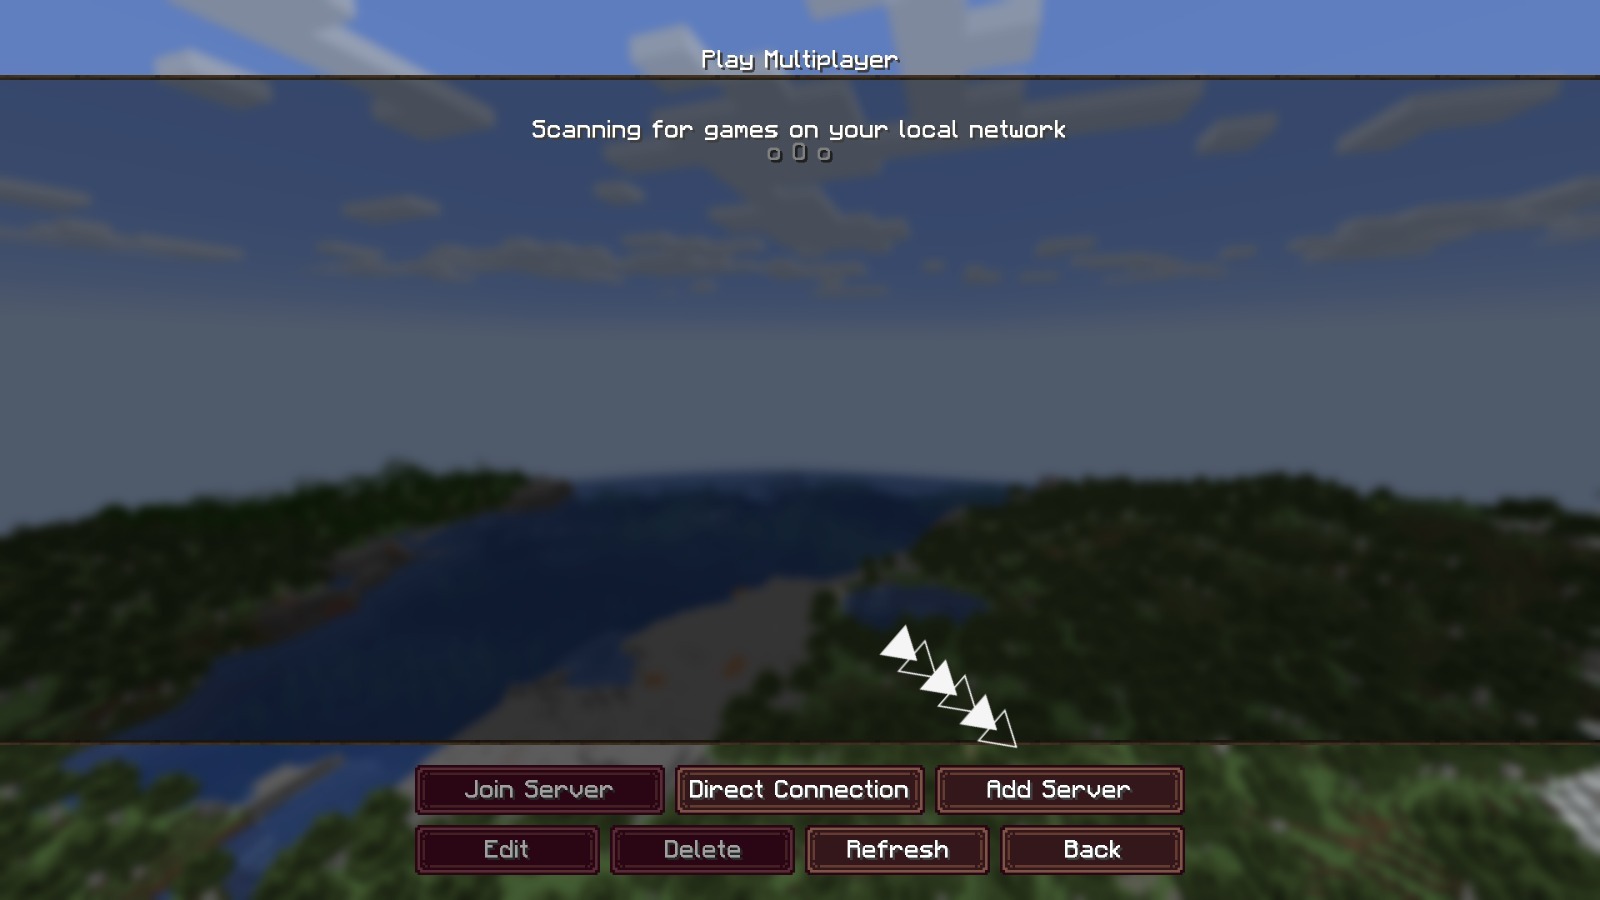 Play Multiplayer
Scanning for games on your local network
o O o
Join Server
Direct Connection
Add Server
Edit
Delete
Refresh
Back